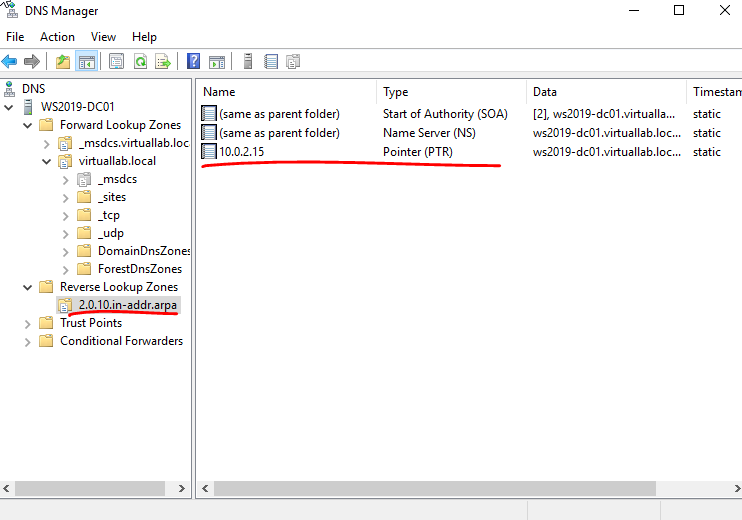 DNS Manager
File Action View Help
DNS
WS2019-DC01
Forward Lookup Zones
_msdcs.virtuallab.loc
virtuallab.local
_msdcs
_sites
_tcp
_udp
DomainDnsZones
ForestDnsZones
Reverse Lookup Zones
2.0.10.in-addr.arpa
Trust Points
Conditional Forwarders
Name Type Data Timestam
(same as parent folder) Start of Authority (SOA) [2], ws2019-dc01.virtualla... static
(same as parent folder) Name Server (NS) ws2019-dc01.virtuallab.loc... static
10.0.2.15 Pointer (PTR) ws2019-dc01.virtuallab.loc... static